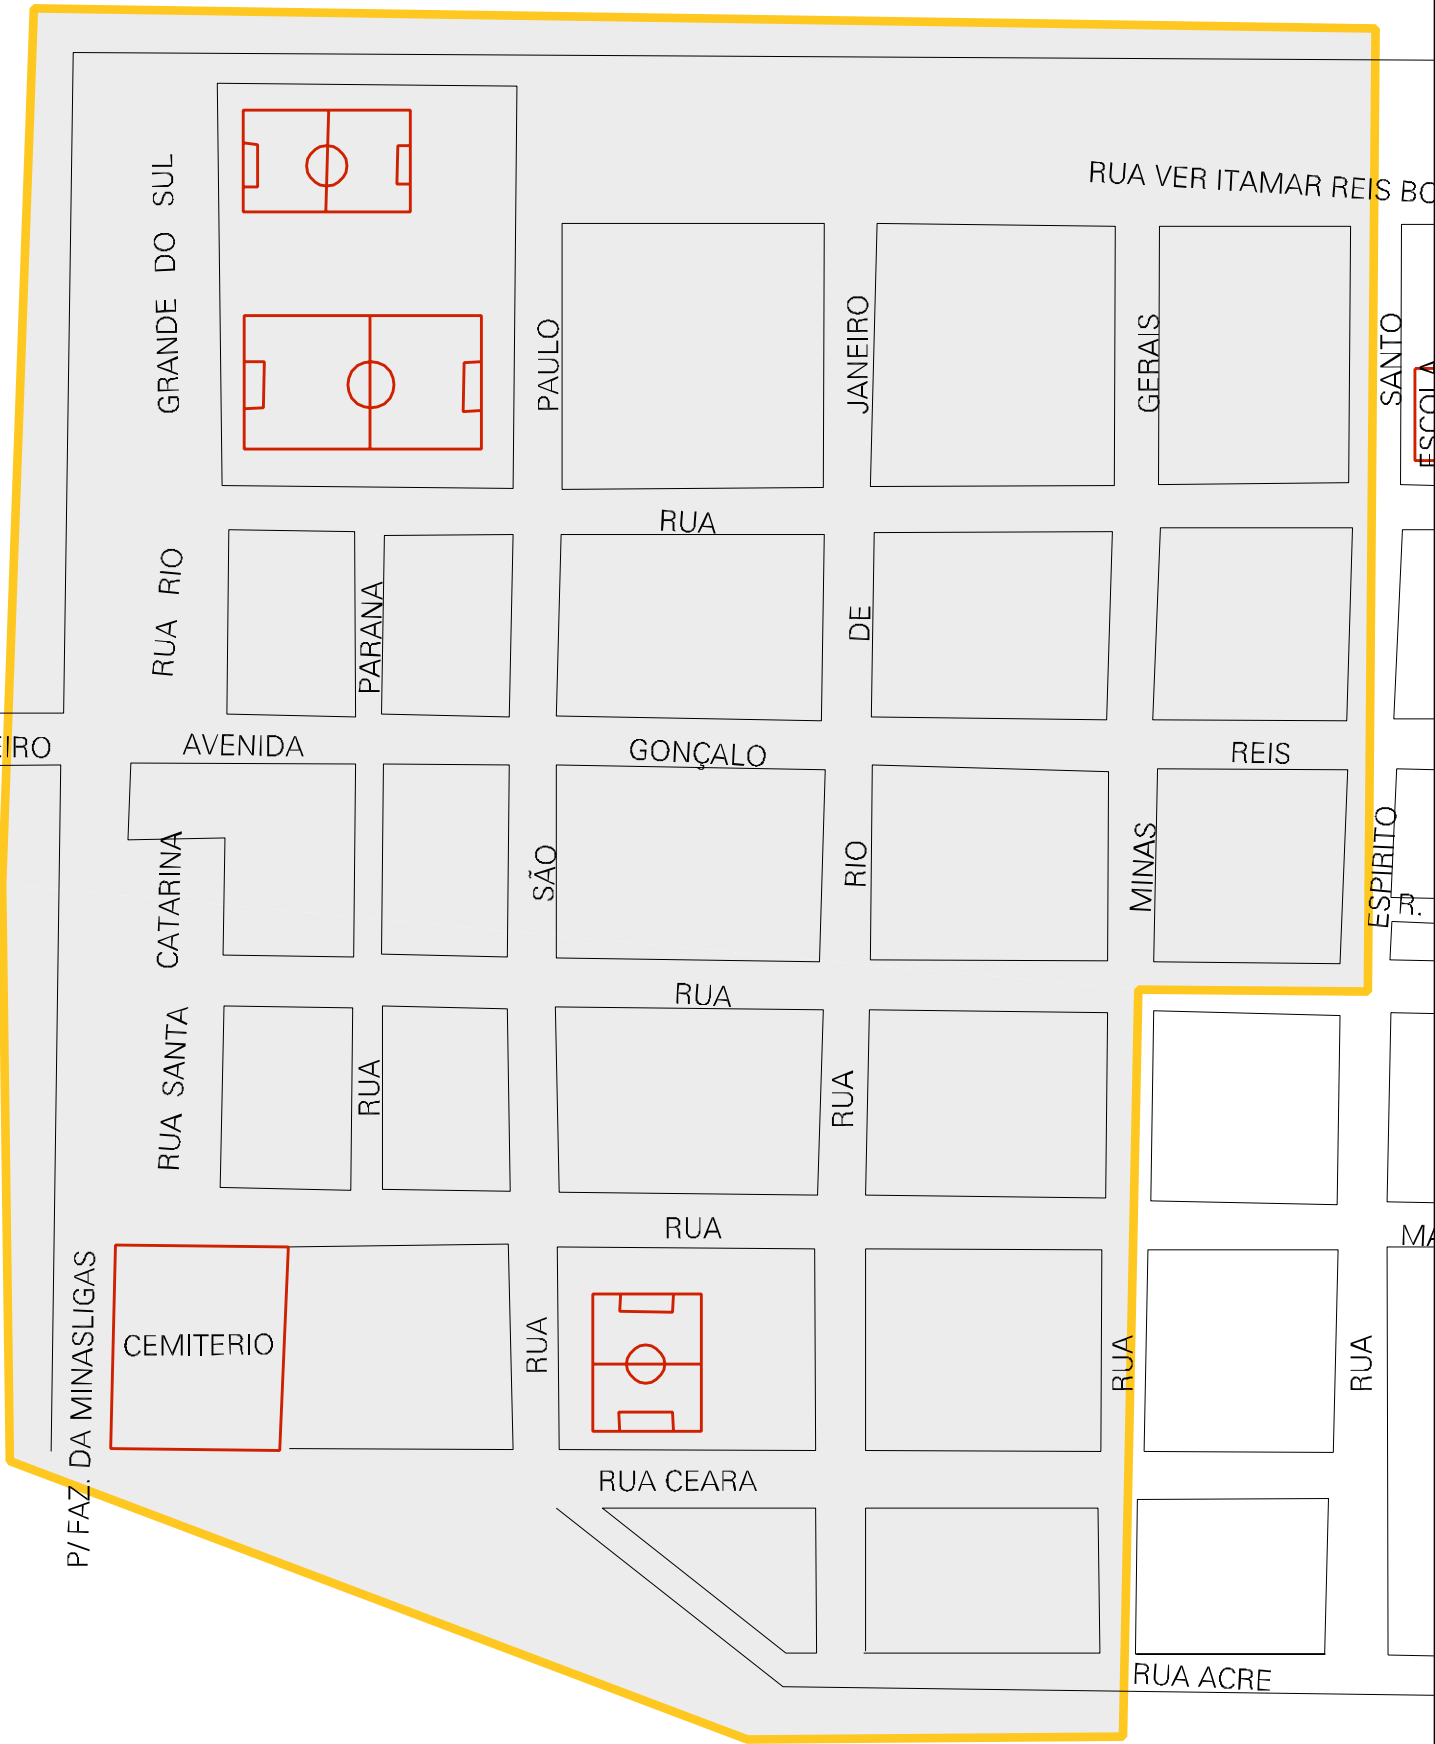 RUA VER ITAMAR REIS BO
GRANDE DO SUL
PAULO
JANEIRO
GERAIS
SANTO
ESCOLA
RUA
RUA RIO
PARANA
DE
EIRO
AVENIDA
GONÇALO
REIS
CATARINA
SÃO
RIO
MINAS
ESPIRITO
R.
RUA
RUA SANTA
RUA
RUA
RUA
MA
P/ FAZ. DA MINASLIGAS
CEMITERIO
RUA
RUA
RUA
RUA CEARA
RUA ACRE